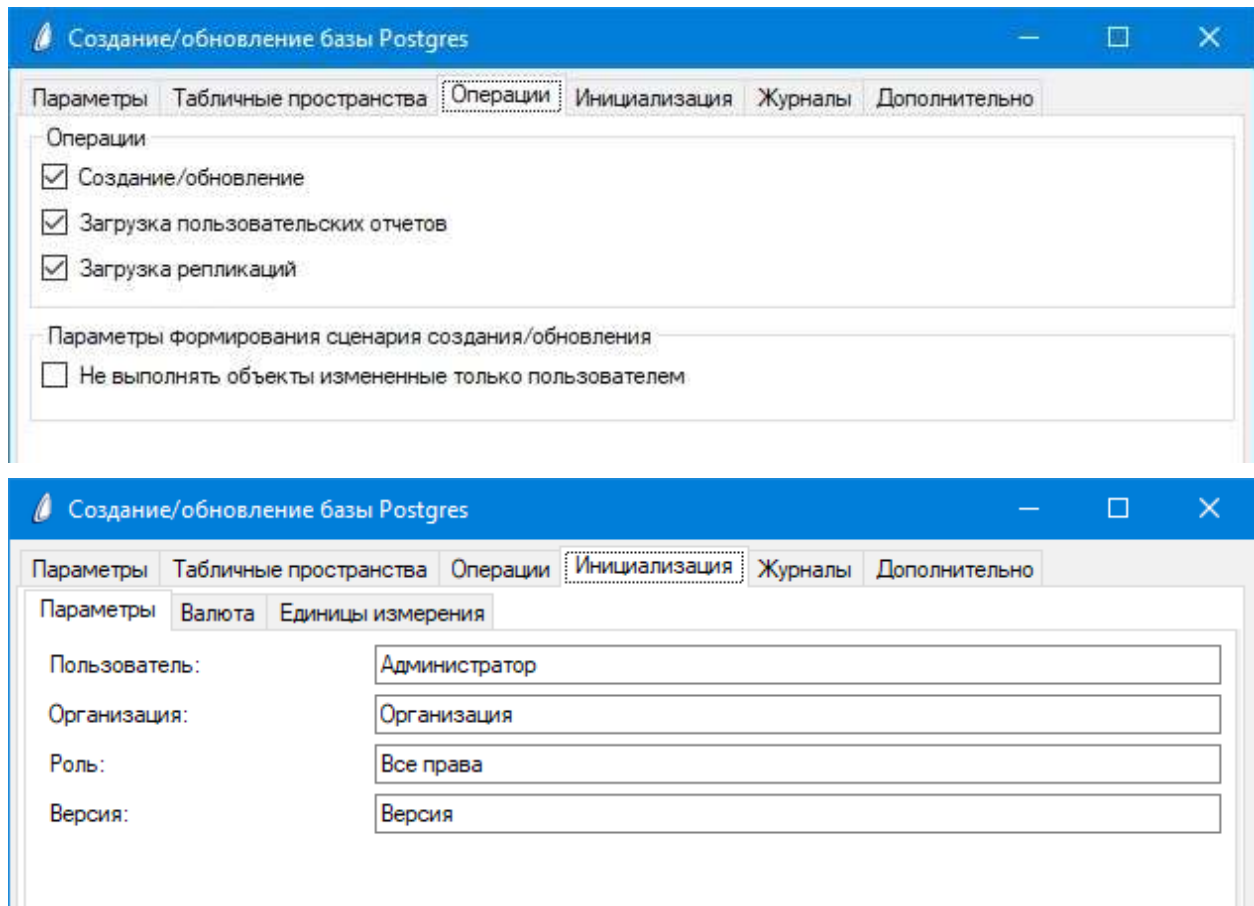 Создание/обновление базы Postgres
Параметры Табличные пространства Операции Инициализация Журналы Дополнительно
Операции
Создание/обновление
Загрузка пользовательских отчетов
Загрузка репликаций
Параметры формирования сценария создания/обновления
Не выполнять объекты измененные только пользователем
Создание/обновление базы Postgres
Параметры Табличные пространства Операции Инициализация Журналы Дополнительно
Параметры Валюта Единицы измерения
Пользователь: Администратор
Организация: Организация
Роль: Все права
Версия: Версия